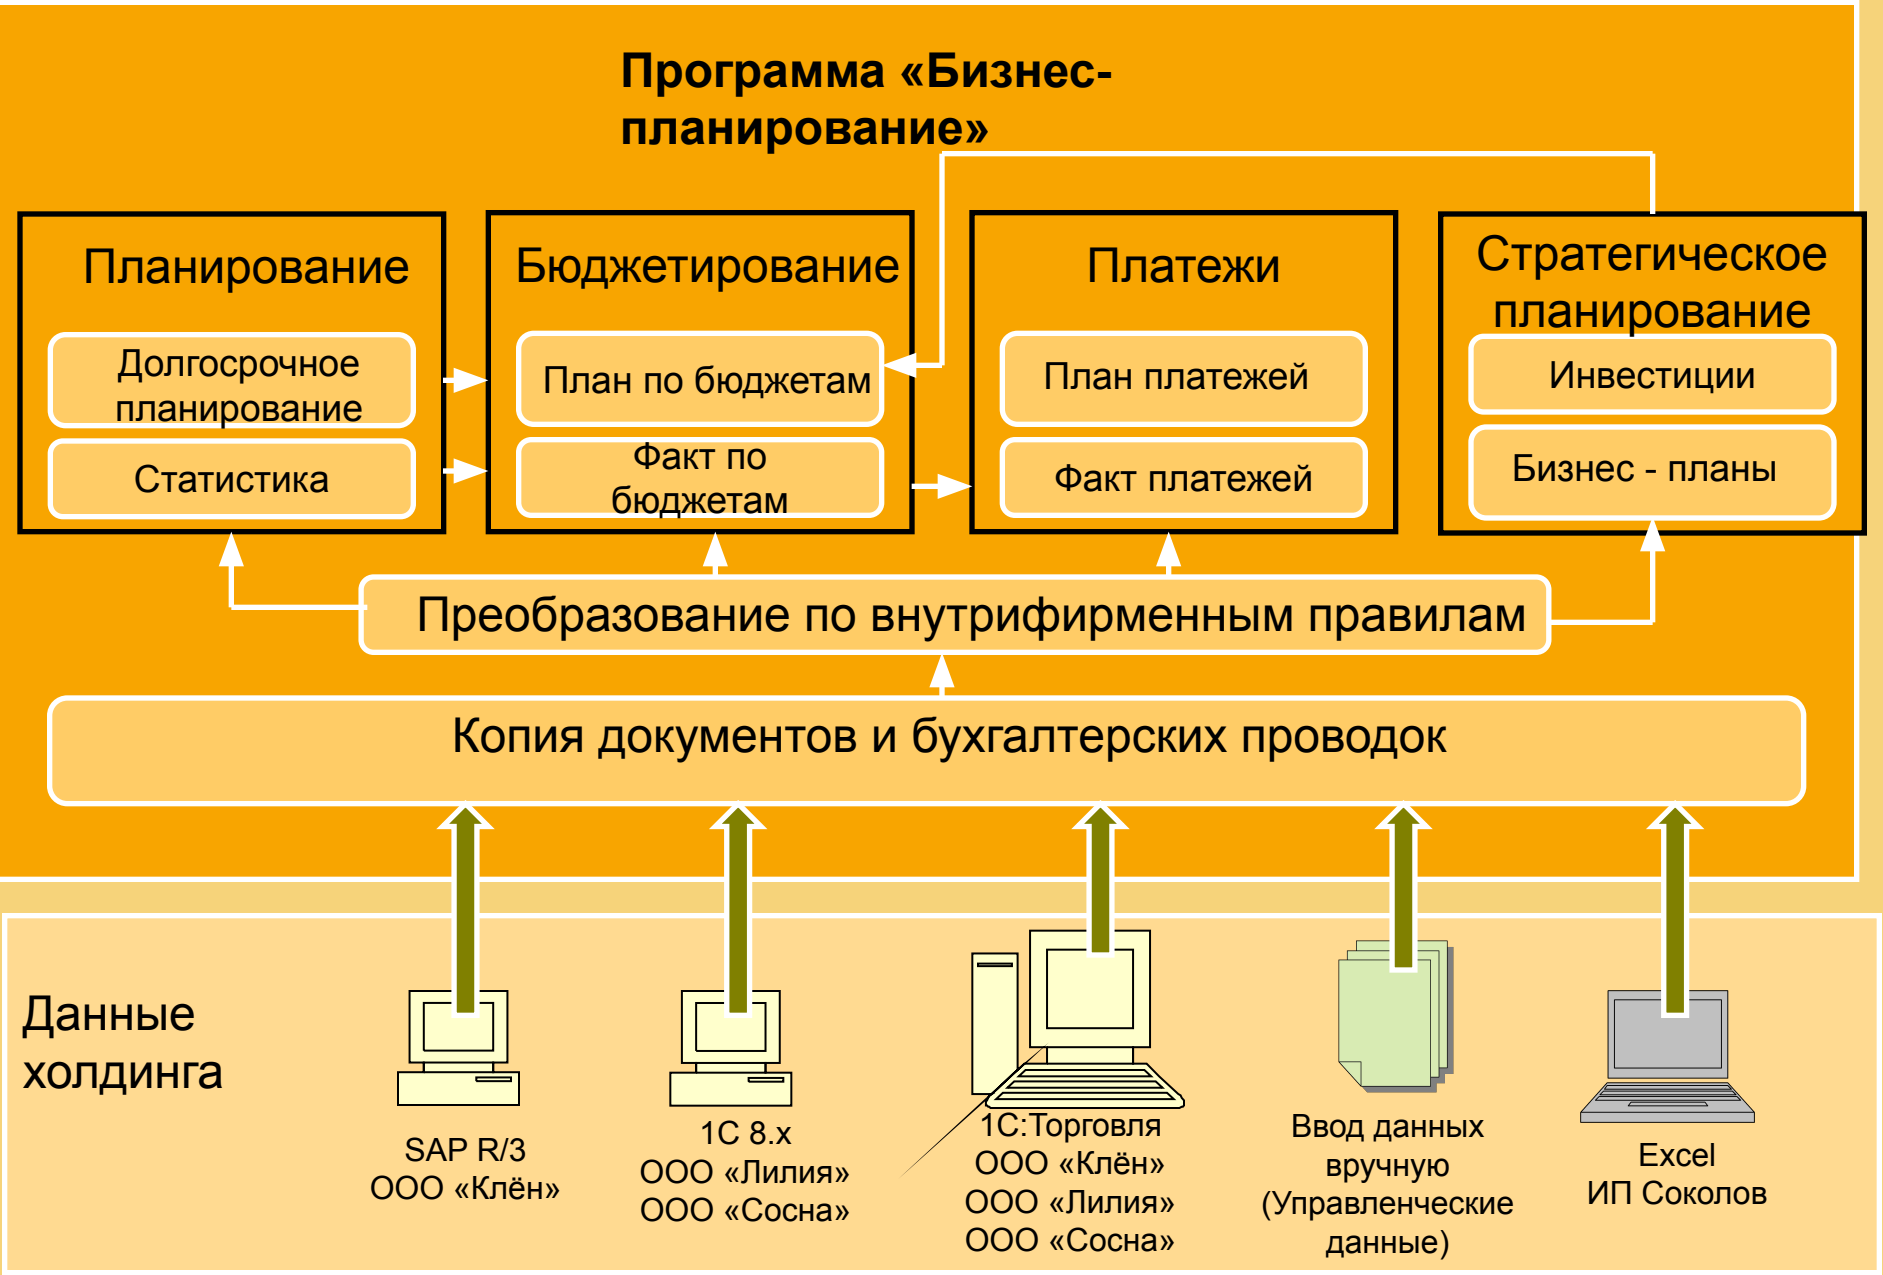 Программа «Бизнес-
планирование»
Планирование
Долгосрочное
планирование
Статистика
Бюджетирование
План по бюджетам
Факт по
бюджетам
Платежи
План платежей
Факт платежей
Стратегическое
планирование
Инвестиции
Бизнес - планы
Преобразование по внутрифирменным правилам
Копия документов и бухгалтерских проводок
Данные
холдинга
SAP R/3
ООО «Клён»
1С 8.x
ООО «Лилия»
ООО «Сосна»
1С:Торговля
ООО «Клён»
ООО «Лилия»
ООО «Сосна»
Ввод данных
вручную
(Управленческие
данные)
Excel
ИП Соколов